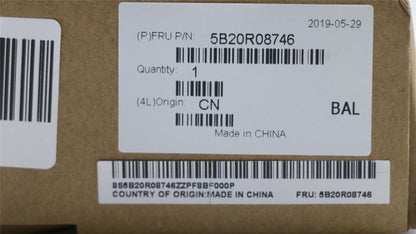 2019-05-29
(P)FRU P/N: 5B20R08746
Quantity: 1
(4L)Origin: CN
BAL
Made in CHINA
8S5B20R08746ZZPF9BF000P
COUNTRY OF ORIGIN:MADE IN CHINA FRU: 5B20R08746